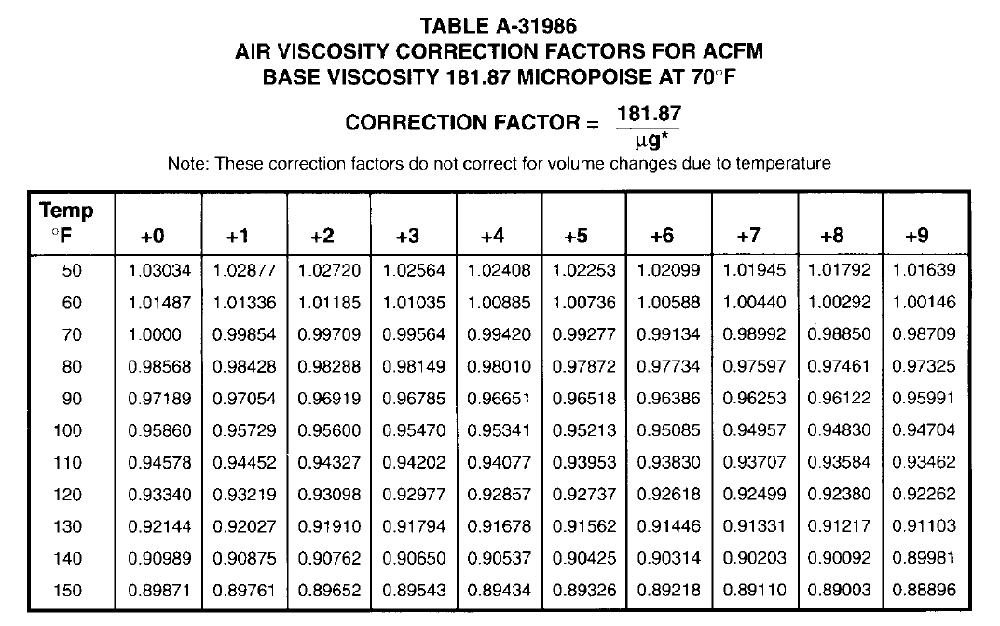 TABLE A-31986
AIR VISCOSITY CORRECTION FACTORS FOR ACFM
BASE VISCOSITY 181.87 MICROPOISE AT 70°F
CORRECTION FACTOR = 181.87
µg*
Note: These correction factors do not correct for volume changes due to temperature
Temp
°F +0 +1 +2 +3 +4 +5 +6 +7 +8 +9
50 1.03034 1.02877 1.02720 1.02564 1.02408 1.02253 1.02099 1.01945 1.01792 1.01639
60 1.01487 1.01336 1.01185 1.01035 1.00885 1.00736 1.00588 1.00440 1.00292 1.00146
70 1.0000 0.99854 0.99709 0.99564 0.99420 0.99277 0.99134 0.98992 0.98850 0.98709
80 0.98568 0.98428 0.98288 0.98149 0.98010 0.97872 0.97734 0.97597 0.97461 0.97325
90 0.97189 0.97054 0.96919 0.96785 0.96651 0.96518 0.96386 0.96253 0.96122 0.95991
100 0.95860 0.95729 0.95600 0.95470 0.95341 0.95213 0.95085 0.94957 0.94830 0.94704
110 0.94578 0.94452 0.94327 0.94202 0.94077 0.93953 0.93830 0.93707 0.93584 0.93462
120 0.93340 0.93219 0.93098 0.92977 0.92857 0.92737 0.92618 0.92499 0.92380 0.92262
130 0.92144 0.92027 0.91910 0.91794 0.91678 0.91562 0.91446 0.91331 0.91217 0.91103
140 0.90989 0.90875 0.90762 0.90650 0.90537 0.90425 0.90314 0.90203 0.90092 0.89981
150 0.89871 0.89761 0.89652 0.89543 0.89434 0.89326 0.89218 0.89110 0.89003 0.88896